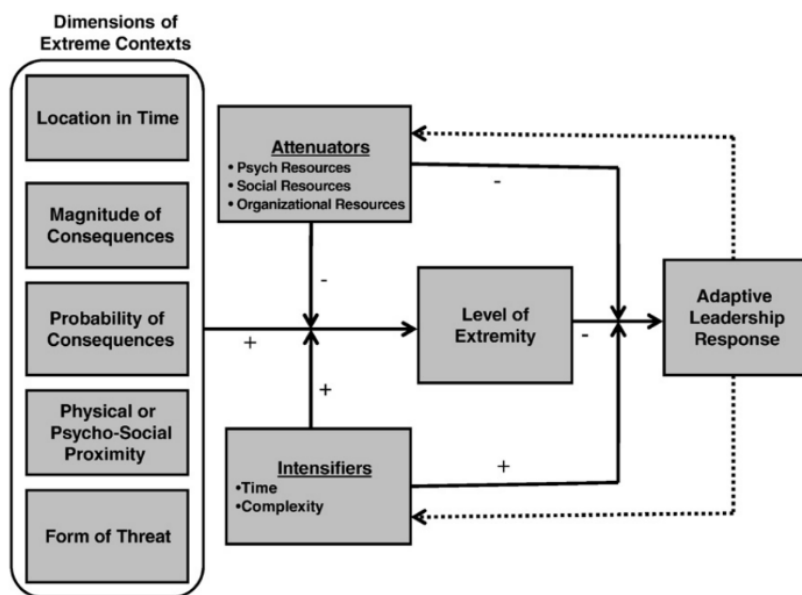 Dimensions of
Extreme Contexts
Location in Time
Magnitude of
Consequences
Probability of
Consequences
Physical or
Psycho-Social
Proximity
Form of Threat
Attenuators
• Psych Resources
• Social Resources
• Organizational Resources
-
-
+
Level of
Extremity
-
Adaptive
Leadership
Response
+
Intensifiers
•Time
•Complexity
+